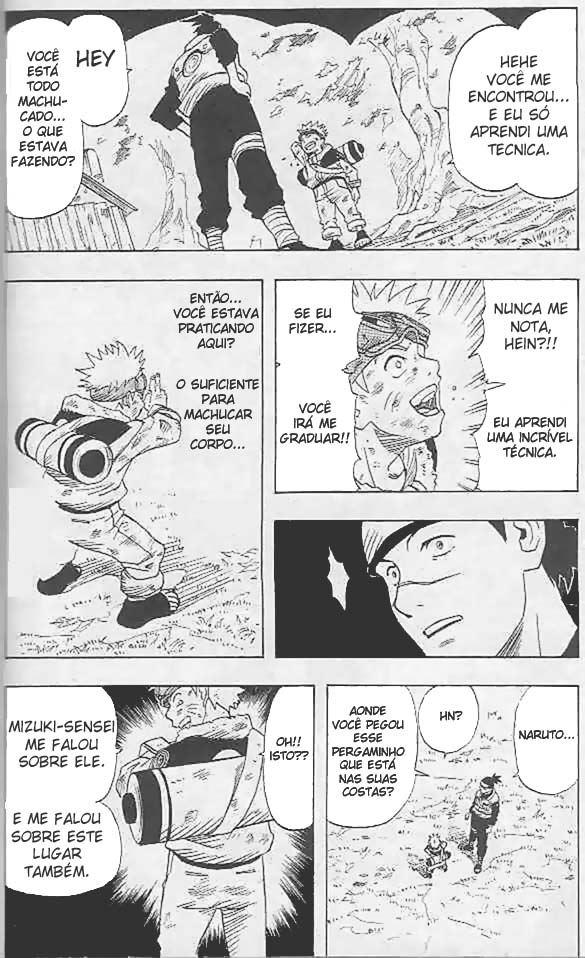 HEHE
VOCÊ ME
ENCONTROU...
E EU SÓ
APRENDI UMA
TECNICA.
HEY
VOCÊ
ESTÁ
TODO
MACHU-
CADO...
O QUE
ESTAVA
FAZENDO?
NUNCA ME
NOTA,
HEIN?!!
EU APRENDI
UMA INCRÍVEL
TÉCNICA.
SE EU
FIZER...
VOCÊ
IRÁ ME
GRADUAR!!
ENTÃO...
VOCÊ ESTAVA
PRATICANDO
AQUI?
O SUFICIENTE
PARA
MACHUCAR
SEU
CORPO...
NARUTO...
HN?
AONDE
VOCÊ PEGOU
ESSE
PERGAMINHO
QUE ESTÁ
NAS SUAS
COSTAS?
OH!!
ISTO??
MIZUKI-SENSEI
ME FALOU
SOBRE ELE.
E ME FALOU
SOBRE ESTE
LUGAR
TAMBÉM.